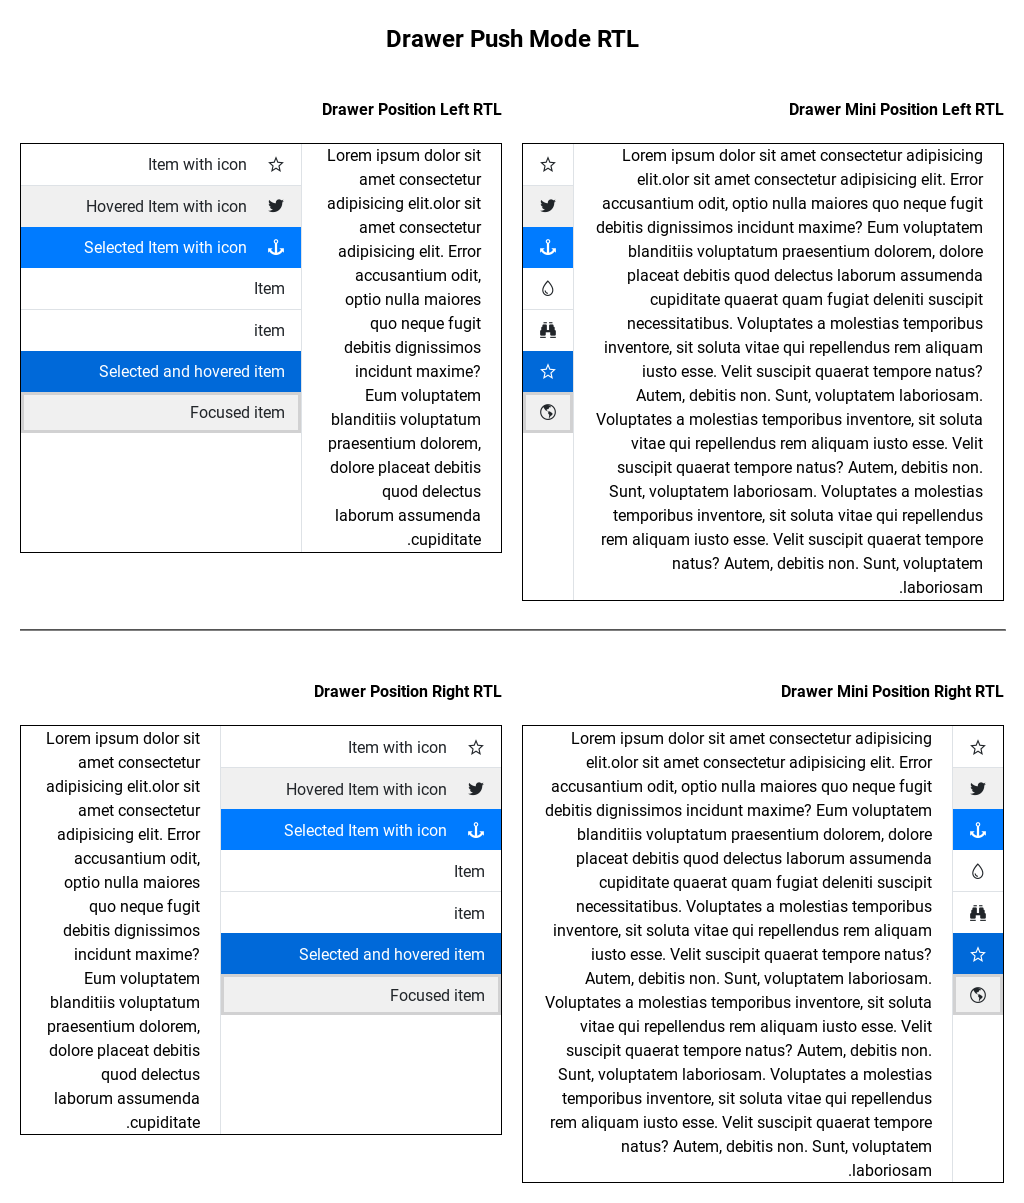 Drawer Push Mode RTL
Drawer Position Left RTL
Item with icon
Hovered Item with icon
Selected Item with icon
Item
item
Selected and hovered item
Focused item
Lorem ipsum dolor sit
amet consectetur
adipisicing elit.olor sit
amet consectetur
adipisicing elit. Error
accusantium odit,
optio nulla maiores
quo neque fugit
debitis dignissimos
incidunt maxime?
Eum voluptatem
blanditiis voluptatum
praesentium dolorem,
dolore placeat debitis
quod delectus
laborum assumenda
.cupiditate
Drawer Mini Position Left RTL
Lorem ipsum dolor sit amet consectetur adipisicing
elit.olor sit amet consectetur adipisicing elit. Error
accusantium odit, optio nulla maiores quo neque fugit
debitis dignissimos incidunt maxime? Eum voluptatem
blanditiis voluptatum praesentium dolorem, dolore
placeat debitis quod delectus laborum assumenda
cupiditate quaerat quam fugiat deleniti suscipit
necessitatibus. Voluptates a molestias temporibus
inventore, sit soluta vitae qui repellendus rem aliquam
iusto esse. Velit suscipit quaerat tempore natus?
Autem, debitis non. Sunt, voluptatem laboriosam.
Voluptates a molestias temporibus inventore, sit soluta
vitae qui repellendus rem aliquam iusto esse. Velit
suscipit quaerat tempore natus? Autem, debitis non.
Sunt, voluptatem laboriosam. Voluptates a molestias
temporibus inventore, sit soluta vitae qui repellendus
rem aliquam iusto esse. Velit suscipit quaerat tempore
natus? Autem, debitis non. Sunt, voluptatem
.laboriosam
Drawer Position Right RTL
Lorem ipsum dolor sit
amet consectetur
adipisicing elit.olor sit
amet consectetur
adipisicing elit. Error
accusantium odit,
optio nulla maiores
quo neque fugit
debitis dignissimos
incidunt maxime?
Eum voluptatem
blanditiis voluptatum
praesentium dolorem,
dolore placeat debitis
quod delectus
laborum assumenda
.cupiditate
Item with icon
Hovered Item with icon
Selected Item with icon
Item
item
Selected and hovered item
Focused item
Drawer Mini Position Right RTL
Lorem ipsum dolor sit amet consectetur adipisicing
elit.olor sit amet consectetur adipisicing elit. Error
accusantium odit, optio nulla maiores quo neque fugit
debitis dignissimos incidunt maxime? Eum voluptatem
blanditiis voluptatum praesentium dolorem, dolore
placeat debitis quod delectus laborum assumenda
cupiditate quaerat quam fugiat deleniti suscipit
necessitatibus. Voluptates a molestias temporibus
inventore, sit soluta vitae qui repellendus rem aliquam
iusto esse. Velit suscipit quaerat tempore natus?
Autem, debitis non. Sunt, voluptatem laboriosam.
Voluptates a molestias temporibus inventore, sit soluta
vitae qui repellendus rem aliquam iusto esse. Velit
suscipit quaerat tempore natus? Autem, debitis non.
Sunt, voluptatem laboriosam. Voluptates a molestias
temporibus inventore, sit soluta vitae qui repellendus
rem aliquam iusto esse. Velit suscipit quaerat tempore
natus? Autem, debitis non. Sunt, voluptatem
.laboriosam